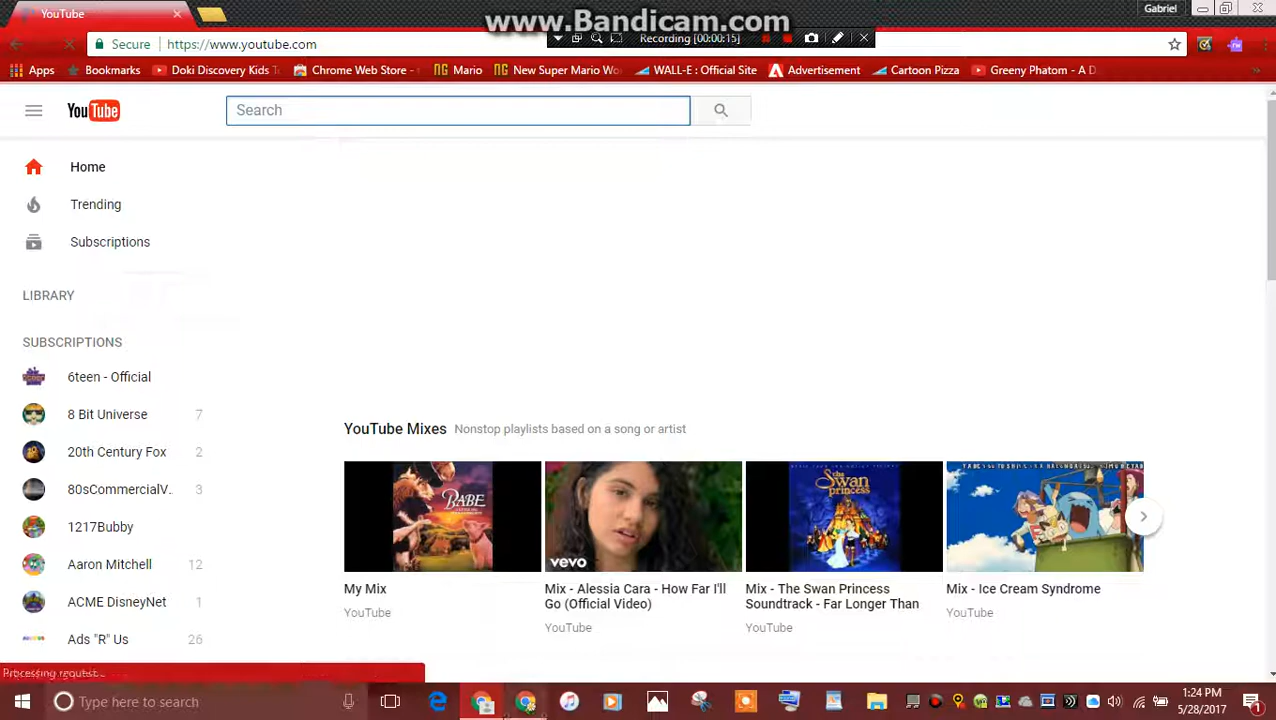 YouTube
Gabriel
www.Bandicam.com
Recording [00:00:15]
Secure
https://www.youtube.com
Apps
Bookmarks
Doki Discovery Kids T
Chrome Web Store -
Mario
New Super Mario Wo
WALL-E : Official Site
Advertisement
Cartoon Pizza
Greeny Phatom - A D
YouTube
Search
Home
Trending
Subscriptions
LIBRARY
SUBSCRIPTIONS
6teen - Official
8 Bit Universe 7
20th Century Fox 2
80sCommercialV.. 3
1217Bubby
Aaron Mitchell 12
ACME DisneyNet 1
Ads "R" Us 26
YouTube Mixes Nonstop playlists based on a song or artist
BABE
vevo
the Swan Princess
My Mix
YouTube
Mix - Alessia Cara - How Far I'll
Go (Official Video)
YouTube
Mix - The Swan Princess
Soundtrack - Far Longer Than
YouTube
Mix - Ice Cream Syndrome
YouTube
Processing request...
Type here to search
1:24 PM
5/28/2017
1